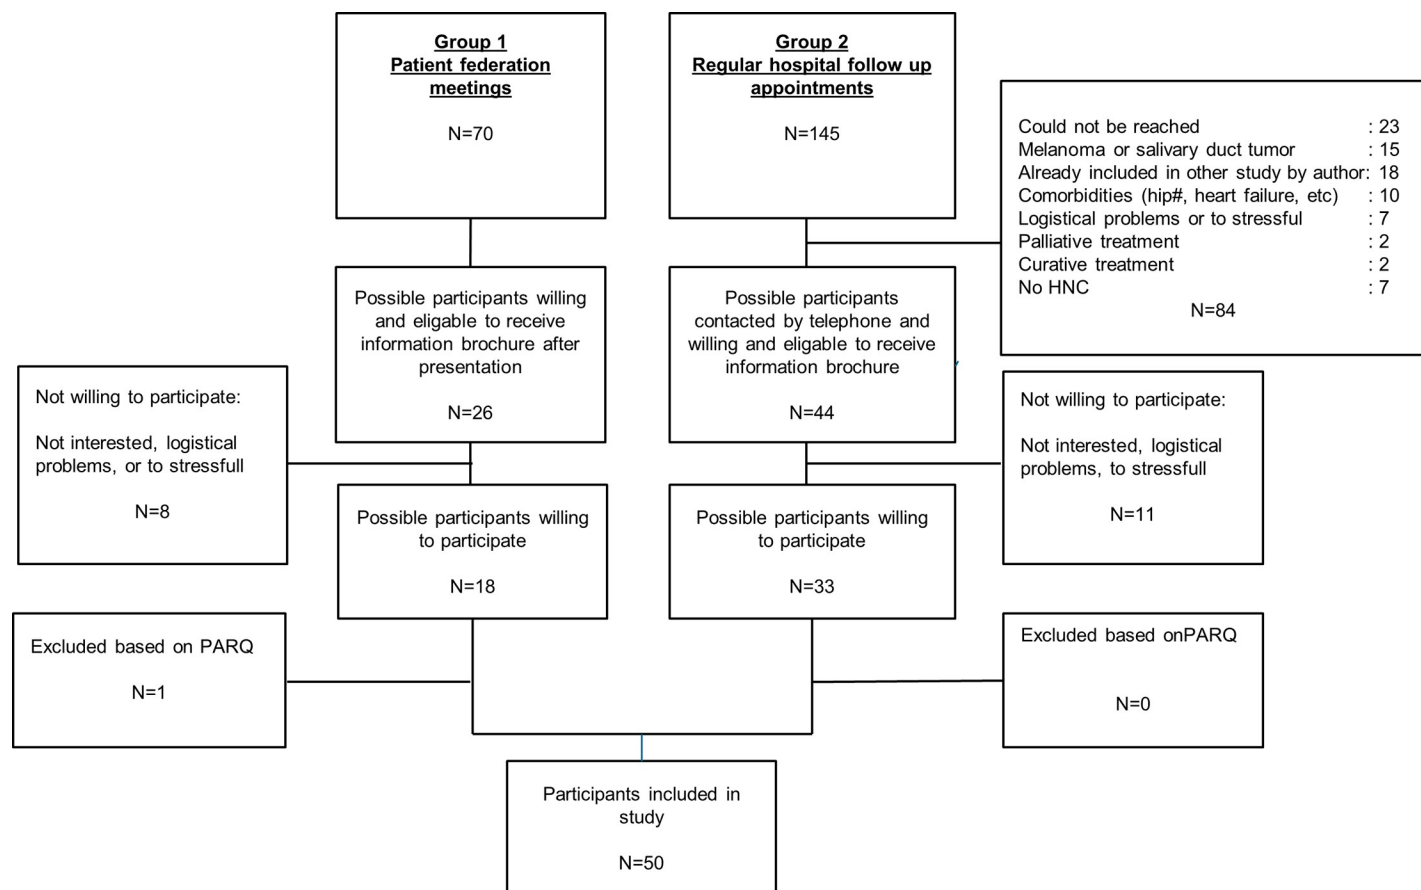 Group 1
Patient federation
meetings
N=70
Group 2
Regular hospital follow up
appointments
N=145
Could not be reached : 23
Melanoma or salivary duct tumor : 15
Already included in other study by author: 18
Comorbidities (hip#, heart failure, etc) : 10
Logistical problems or to stressful : 7
Palliative treatment : 2
Curative treatment : 2
No HNC : 7
N=84
Possible participants willing
and eligable to receive
information brochure after
presentation
N=26
Possible participants
contacted by telephone and
willing and eligable to receive
information brochure
N=44
Not willing to participate:
Not interested, logistical
problems, or to stressfull
N=8
Not willing to participate:
Not interested, logistical
problems, to stressfull
N=11
Possible participants willing
to participate
N=18
Possible participants willing
to participate
N=33
Excluded based on PARQ
N=1
Excluded based onPARQ
N=0
Participants included in
study
N=50